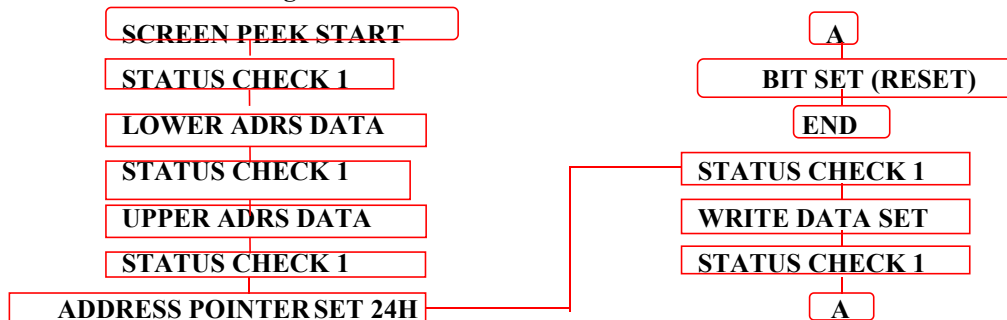 SCREEN PEEK START
STATUS CHECK 1
LOWER ADRS DATA
STATUS CHECK 1
UPPER ADRS DATA
STATUS CHECK 1
ADDRESS POINTER SET 24H
A
BIT SET (RESET)
END
STATUS CHECK 1
WRITE DATA SET
STATUS CHECK 1
A